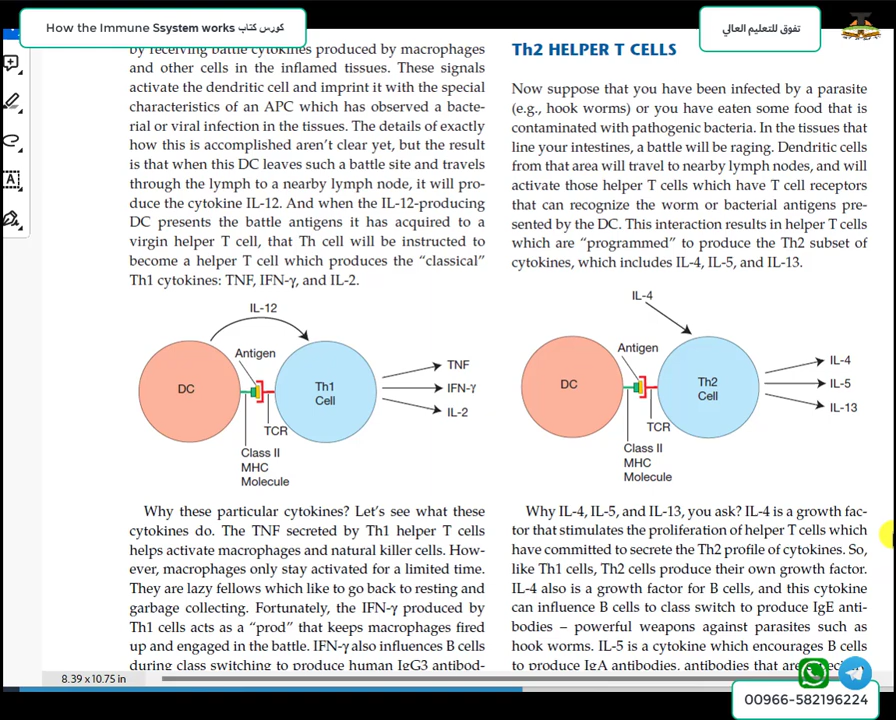 How the Immune Ssystem works كورس كتاب
تفوق للتعليم العالي
by receiving battle cytokines produced by macrophages
and other cells in the inflamed tissues. These signals
activate the dendritic cell and imprint it with the special
characteristics of an APC which has observed a bacte-
rial or viral infection in the tissues. The details of exactly
how this is accomplished aren't clear yet, but the result
is that when this DC leaves such a battle site and travels
through the lymph to a nearby lymph node, it will pro-
duce the cytokine IL-12. And when the IL-12-producing
DC presents the battle antigens it has acquired to a
virgin helper T cell, that Th cell will be instructed to
become a helper T cell which produces the “classical”
Th1 cytokines: TNF, IFN-γ, and IL-2.
IL-12
Antigen
DC
Th1
Cell
TNF
IFN-γ
IL-2
TCR
Class II
MHC
Molecule
Why these particular cytokines? Let's see what these
cytokines do. The TNF secreted by Th1 helper T cells
helps activate macrophages and natural killer cells. How-
ever, macrophages only stay activated for a limited time.
They are lazy fellows which like to go back to resting and
garbage collecting. Fortunately, the IFN-γ produced by
Th1 cells acts as a “prod” that keeps macrophages fired
up and engaged in the battle. IFN-γ also influences B cells
during class switching to produce human IgG3 antibod-
Th2 HELPER T CELLS
Now suppose that you have been infected by a parasite
(e.g., hook worms) or you have eaten some food that is
contaminated with pathogenic bacteria. In the tissues that
line your intestines, a battle will be raging. Dendritic cells
from that area will travel to nearby lymph nodes, and will
activate those helper T cells which have T cell receptors
that can recognize the worm or bacterial antigens pre-
sented by the DC. This interaction results in helper T cells
which are “programmed” to produce the Th2 subset of
cytokines, which includes IL-4, IL-5, and IL-13.
IL-4
Antigen
DC
Th2
Cell
IL-4
IL-5
IL-13
TCR
Class II
MHC
Molecule
Why IL-4, IL-5, and IL-13, you ask? IL-4 is a growth fac-
tor that stimulates the proliferation of helper T cells which
have committed to secrete the Th2 profile of cytokines. So,
like Th1 cells, Th2 cells produce their own growth factor.
IL-4 also is a growth factor for B cells, and this cytokine
can influence B cells to class switch to produce IgE anti-
bodies – powerful weapons against parasites such as
hook worms. IL-5 is a cytokine which encourages B cells
to produce IgA antibodies, antibodies that are
8.39 x 10.75 in
00966-582196224